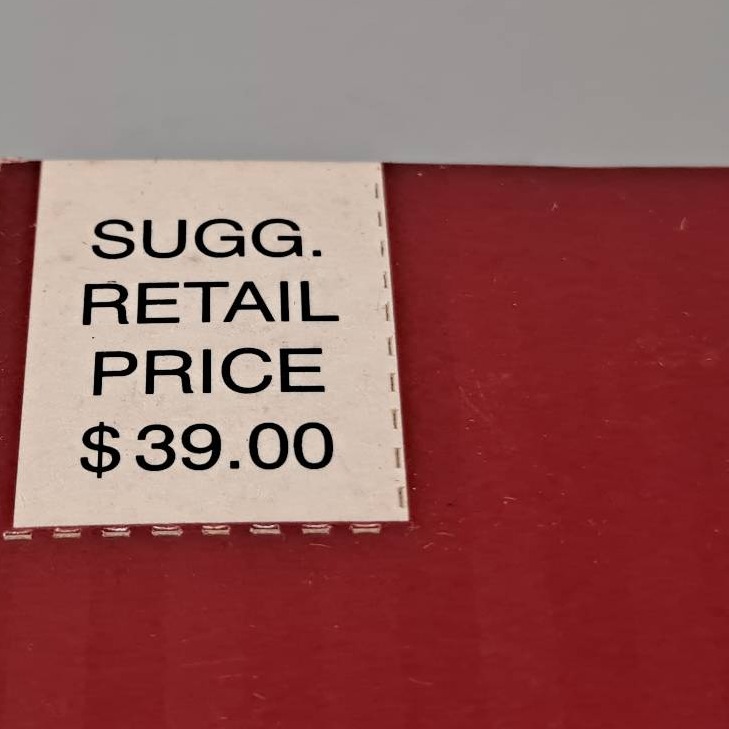 SUGG.
RETAIL
PRICE
$39.00